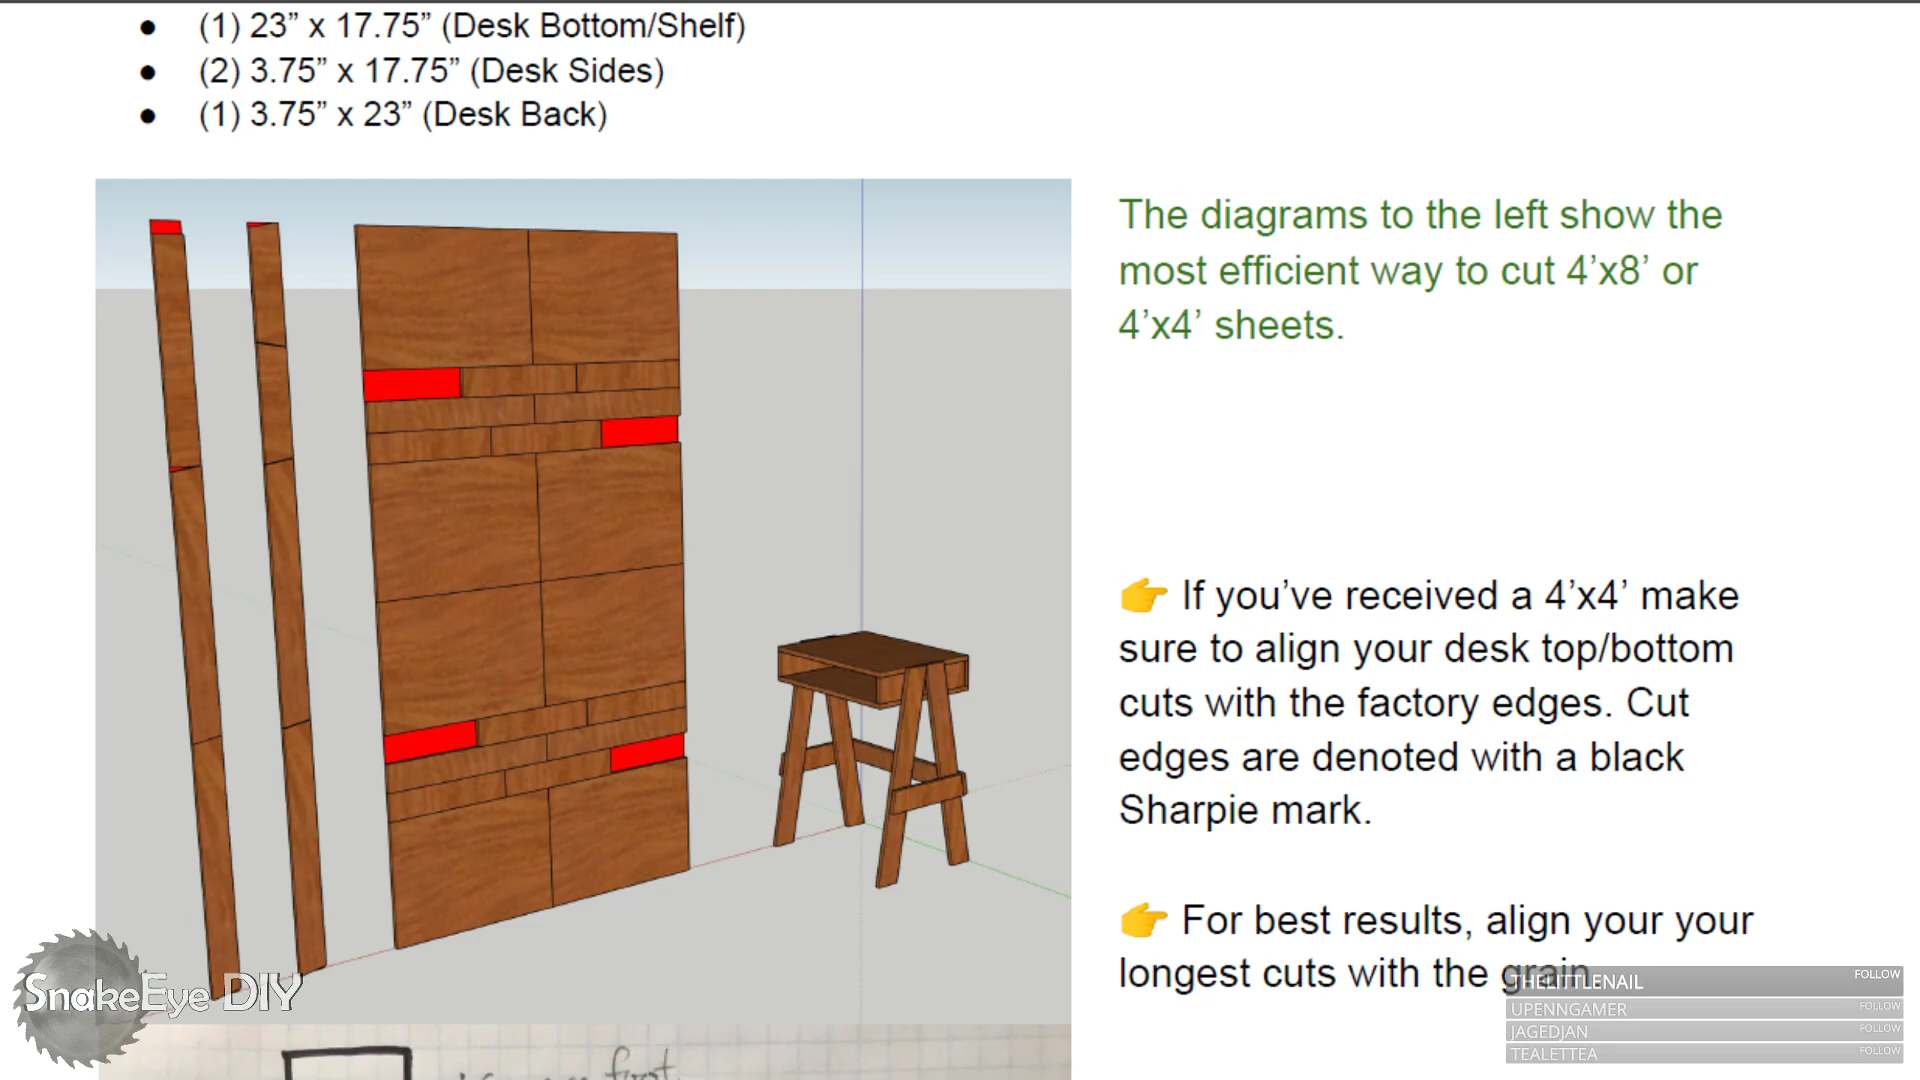 ● (1) 23” x 17.75” (Desk Bottom/Shelf)
● (2) 3.75” x 17.75” (Desk Sides)
● (1) 3.75” x 23” (Desk Back)
The diagrams to the left show the
most efficient way to cut 4’x8’ or
4’x4’ sheets.
👉 If you’ve received a 4’x4’ make
sure to align your desk top/bottom
cuts with the factory edges. Cut
edges are denoted with a black
Sharpie mark.
👉 For best results, align your your
longest cuts with the grain.
SnakeEye DIY
THELITTLENAIL FOLLOW
UPENNGAMER FOLLOW
JAGEDJAN FOLLOW
TEALETTEA FOLLOW